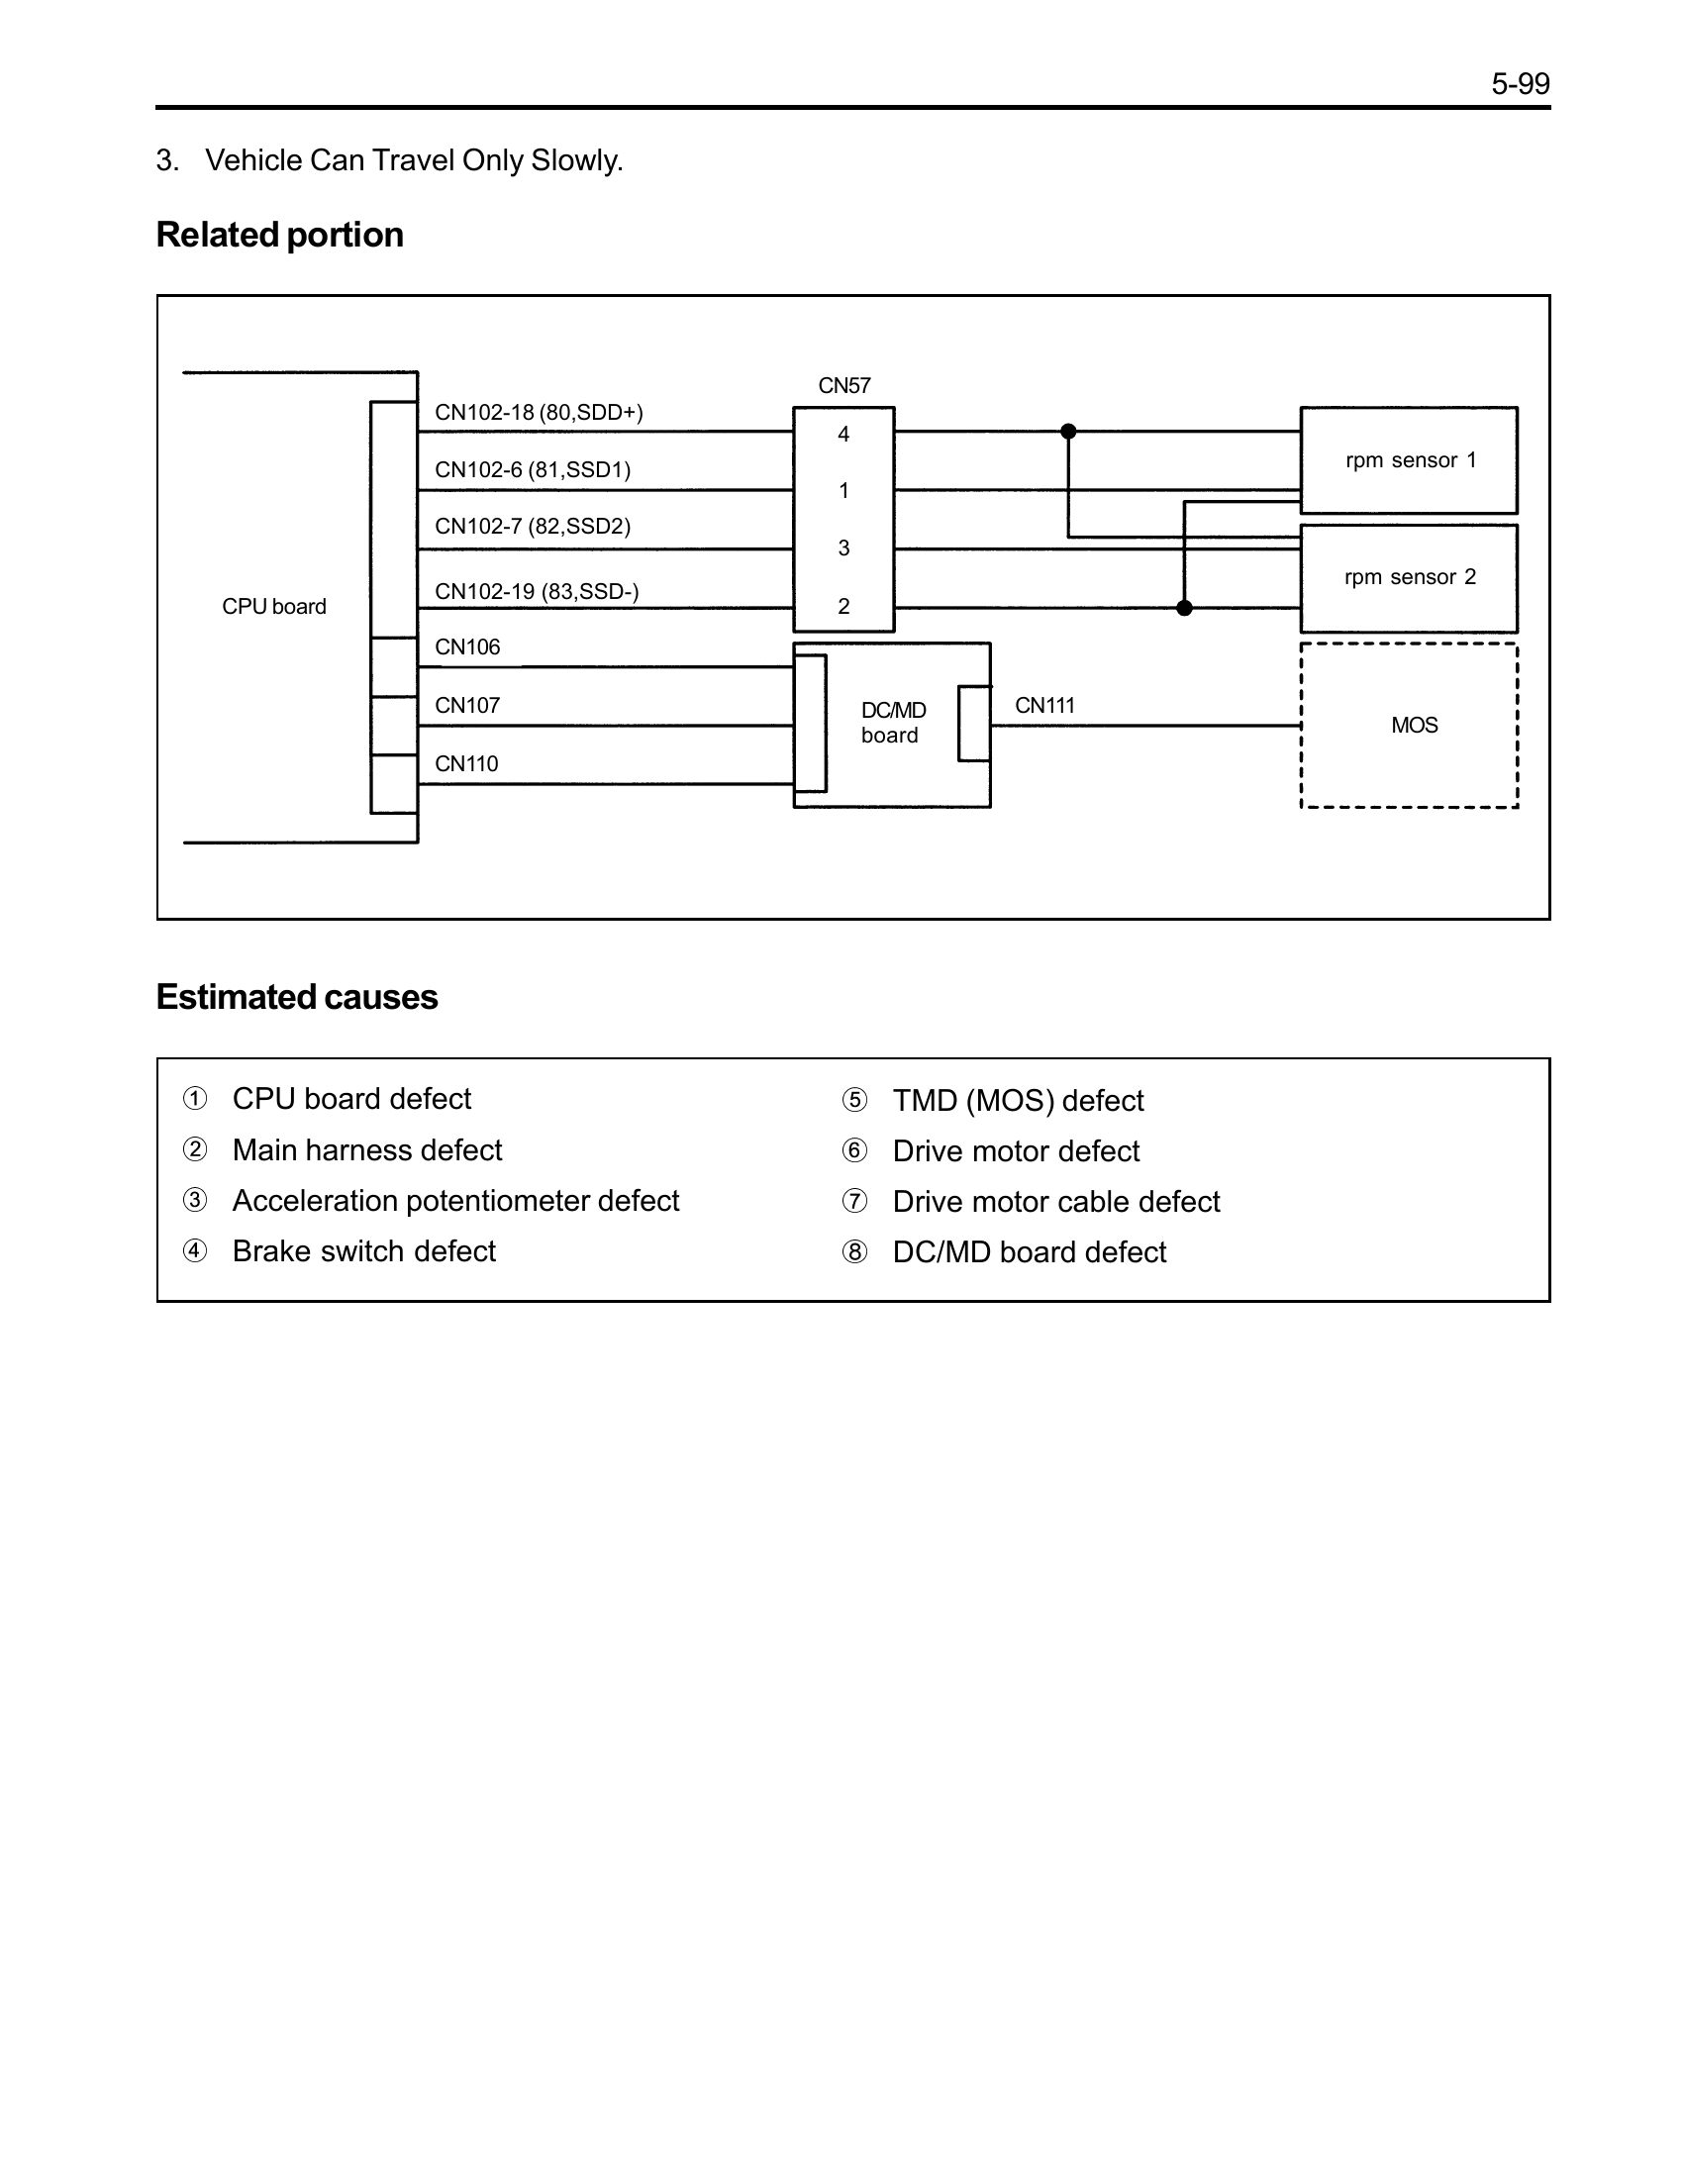 5-99
3. Vehicle Can Travel Only Slowly.
Related portion
CN57
CN102-18 (80,SDD+)
4
rpm sensor 1
CN102-6 (81,SSD1)
1
CN102-7 (82,SSD2)
3
rpm sensor 2
CN102-19 (83,SSD-)
2
CPU board
CN106
CN107
DC/MD
board
CN111
MOS
CN110
Estimated causes
① CPU board defect
② Main harness defect
③ Acceleration potentiometer defect
④ Brake switch defect
⑤ TMD (MOS) defect
⑥ Drive motor defect
⑦ Drive motor cable defect
⑧ DC/MD board defect